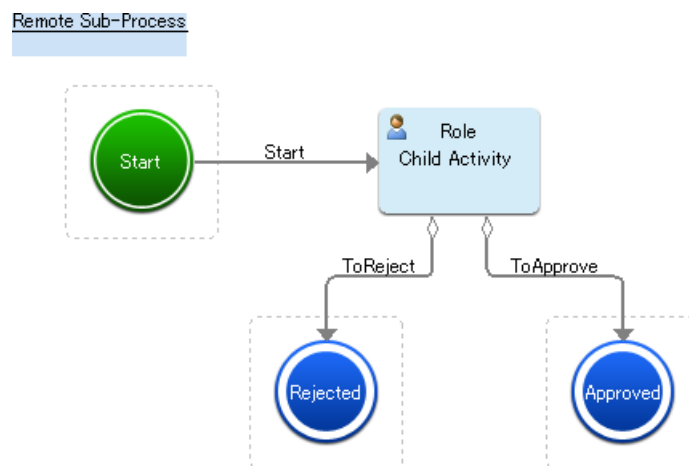 Remote Sub-Process
Start
Start
Role
Child Activity
ToReject
ToApprove
Rejected
Approved